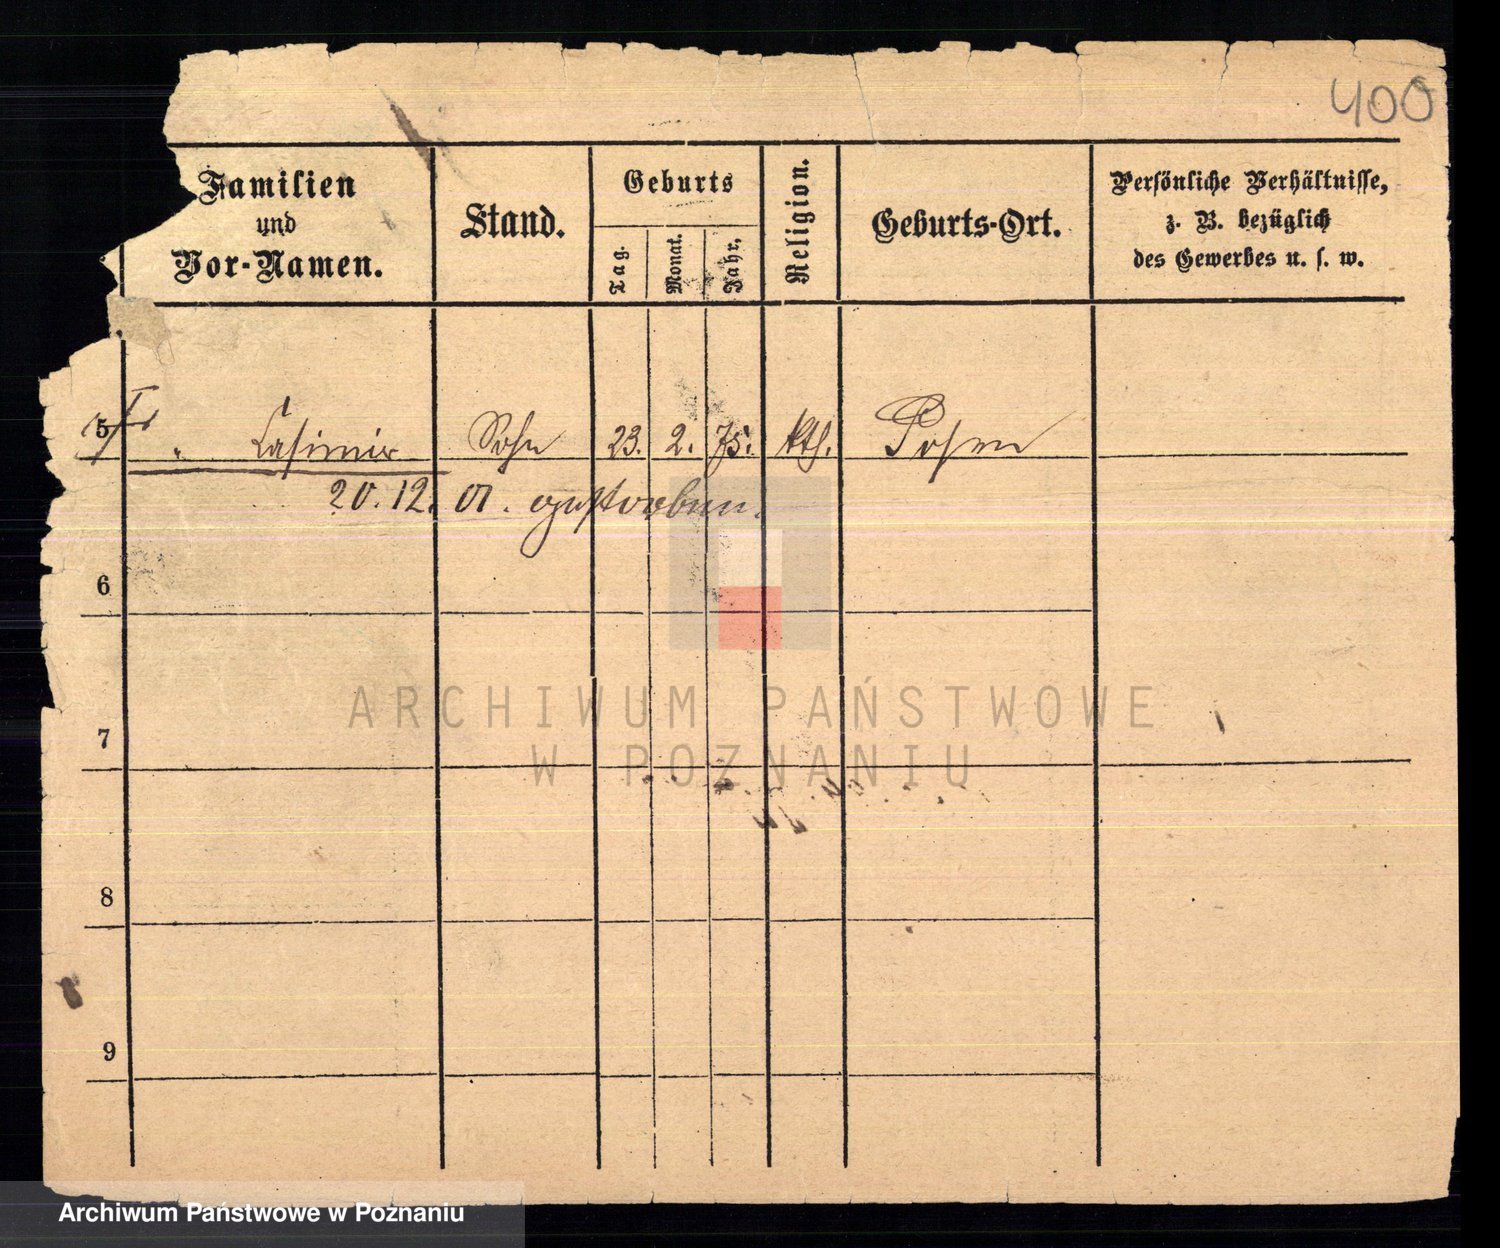 400
Familien
und
Vor-Namen.
Stand.
Geburts
Tag.
Monat.
Jahr,
Religion.
Geburts-Ort.
Persönliche Verhältnisse,
z. B. bezüglich
des Gewerbes u. s. w.
5 " Casimir Sohn 23. 2. 75. kth. Posen
20. 12. 01. gestorben.
6
7
8
9
ARCHIWUM PAŃSTWOWE
W POZNANIU
Archiwum Państwowe w Poznaniu